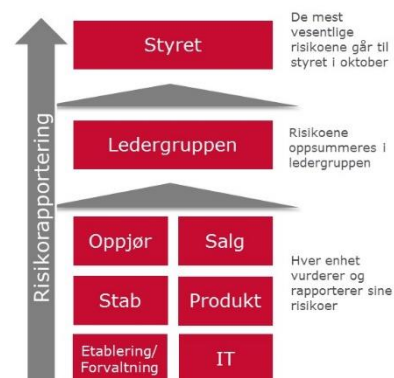 Risikorapportering
Styret
De mest
vesentlige
risikoene går til
styret i oktober
Ledergruppen
Risikoene
oppsummeres i
ledergruppen
Oppjør
Salg
Stab
Produkt
Etablering/
Forvaltning
IT
Hver enhet
vurderer og
rapporterer sine
risikoer